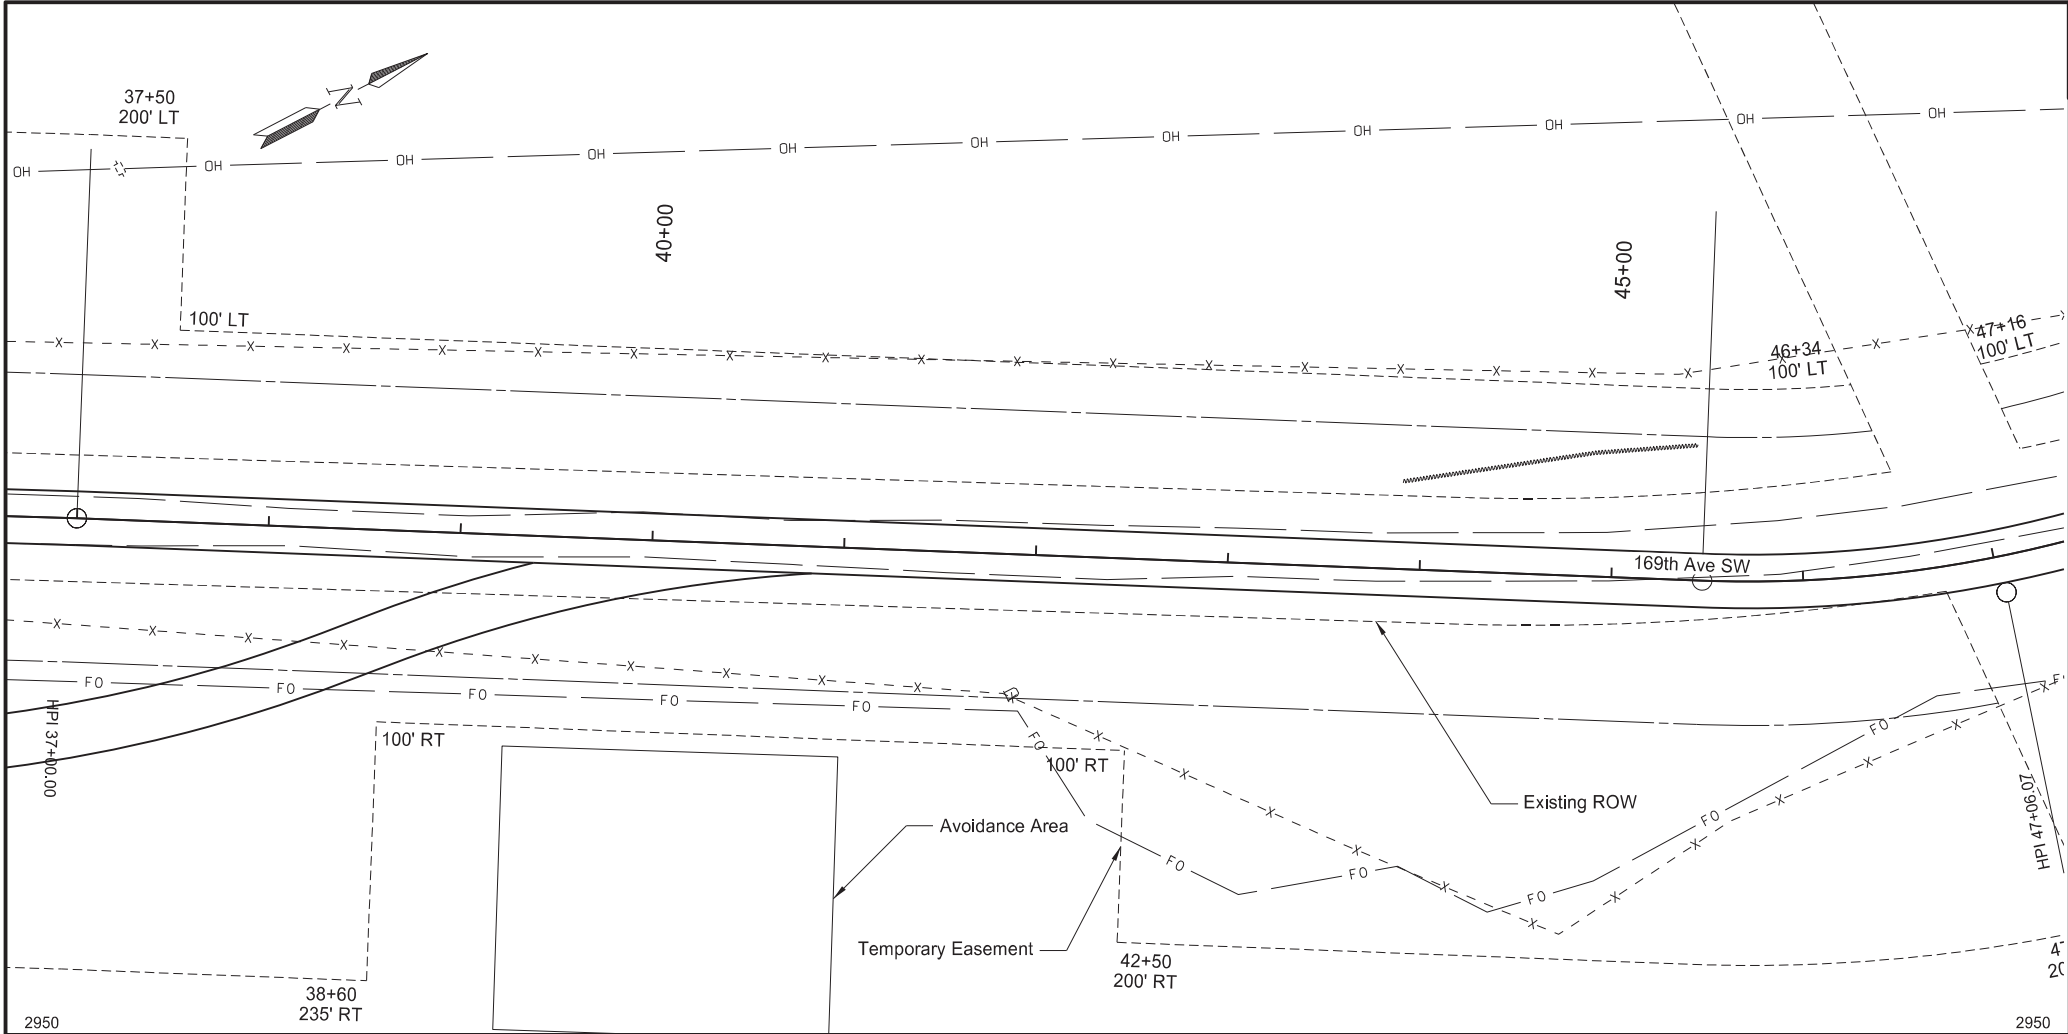 37+50
200' LT
N
OH
OH
OH
OH
OH
OH
OH
OH
OH
OH
OH
40+00
45+00
100' LT
46+34
100' LT
47+16
100' LT
X X X X X X X X X X X X X X X X X X X X X X
169th Ave SW
HPI 37+00.00
FO
FO
FO
FO
FO
FO
FO
FO
FO
FO
FO
X X X X X X X X X X X X X X X X X X X X X X
100' RT
100' RT
Existing ROW
Avoidance Area
Temporary Easement
HPI 47+06.07
42+50
200' RT
38+60
235' RT
2950
2950